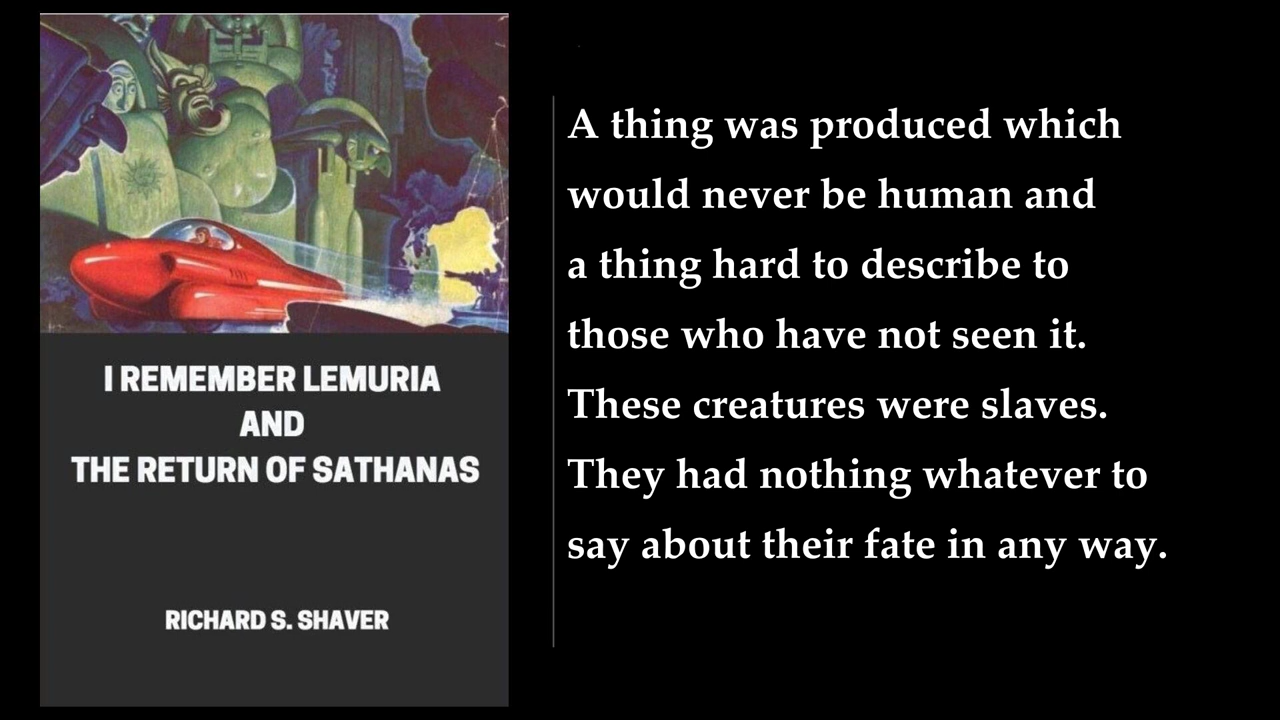 I REMEMBER LEMURIA
AND
THE RETURN OF SATHANAS
RICHARD S. SHAVER
A thing was produced which
would never be human and
a thing hard to describe to
those who have not seen it.
These creatures were slaves.
They had nothing whatever to
say about their fate in any way.